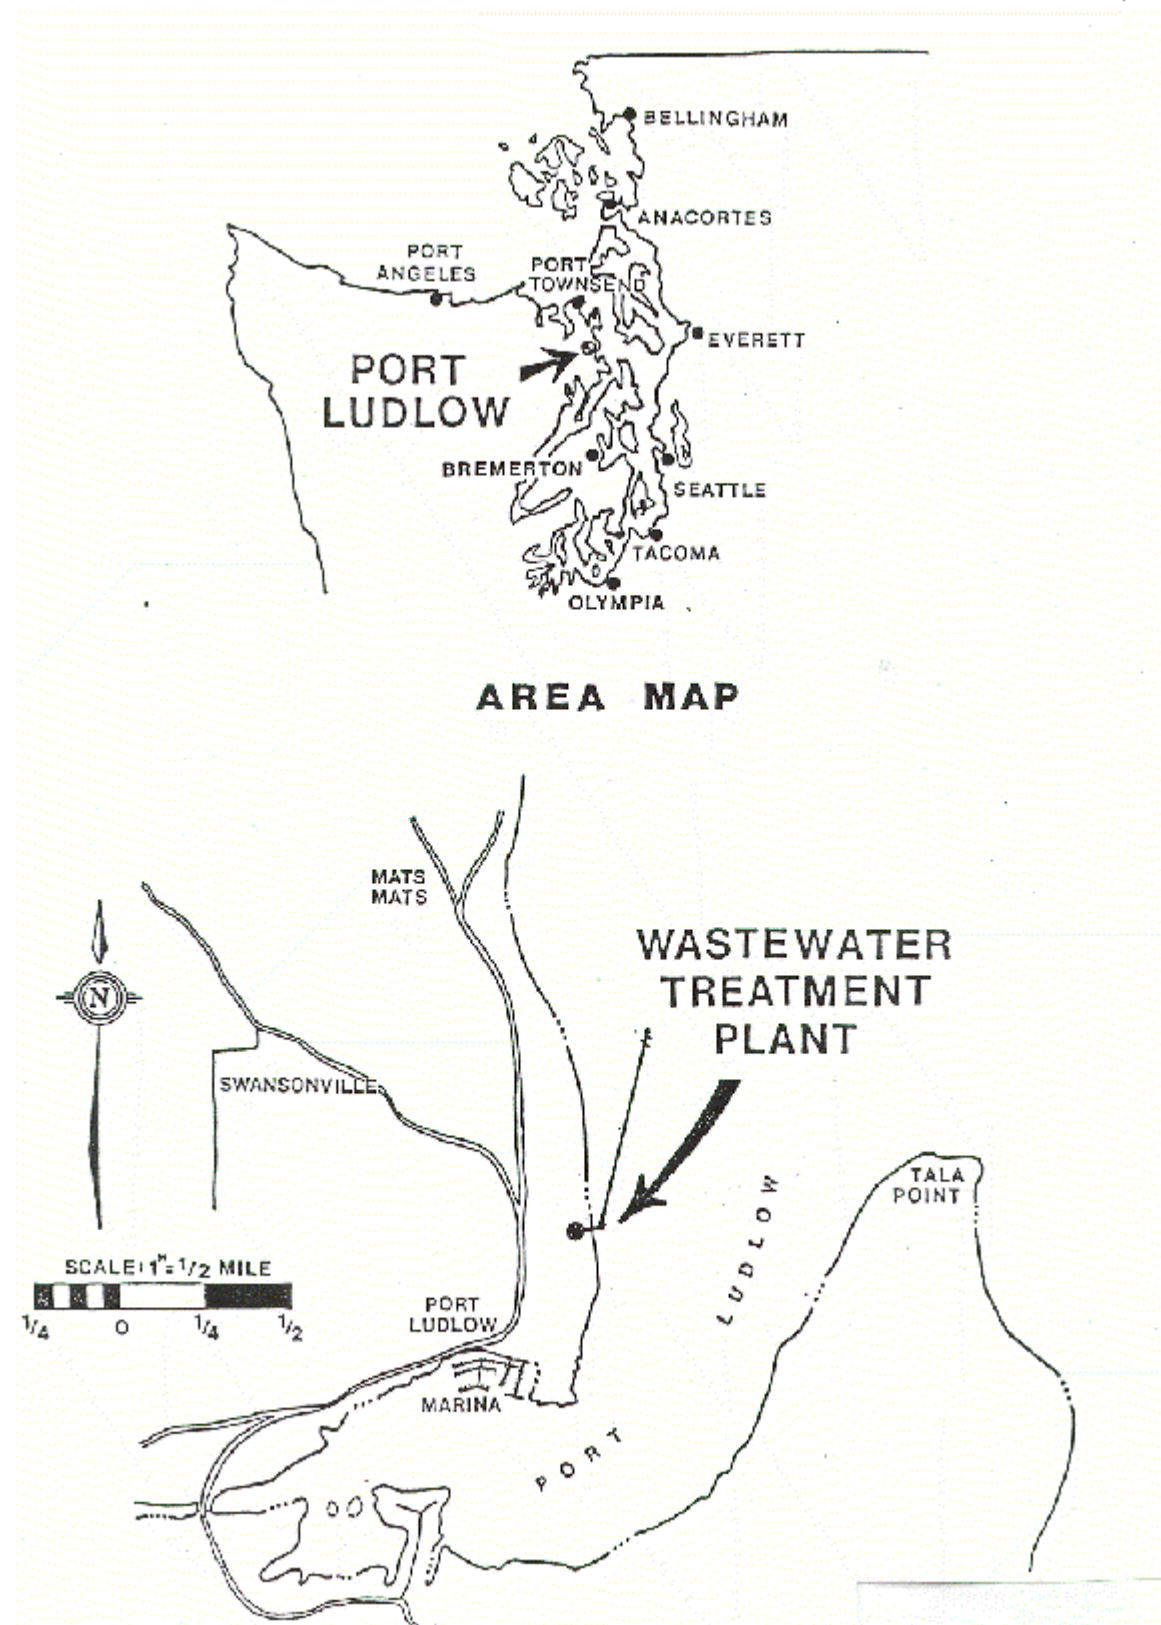 BELLINGHAM
ANACORTES
PORT
ANGELES
PORT
TOWNSEND
EVERETT
PORT
LUDLOW
BREMERTON
SEATTLE
TACOMA
OLYMPIA
AREA MAP
MATS
MATS
WASTEWATER
TREATMENT
PLANT
N
SWANSONVILLE
TALA
POINT
LUDLOW
SCALE: 1"=1/2 MILE
1/4 0 1/4 1/2
PORT
LUDLOW
MARINA
PORT